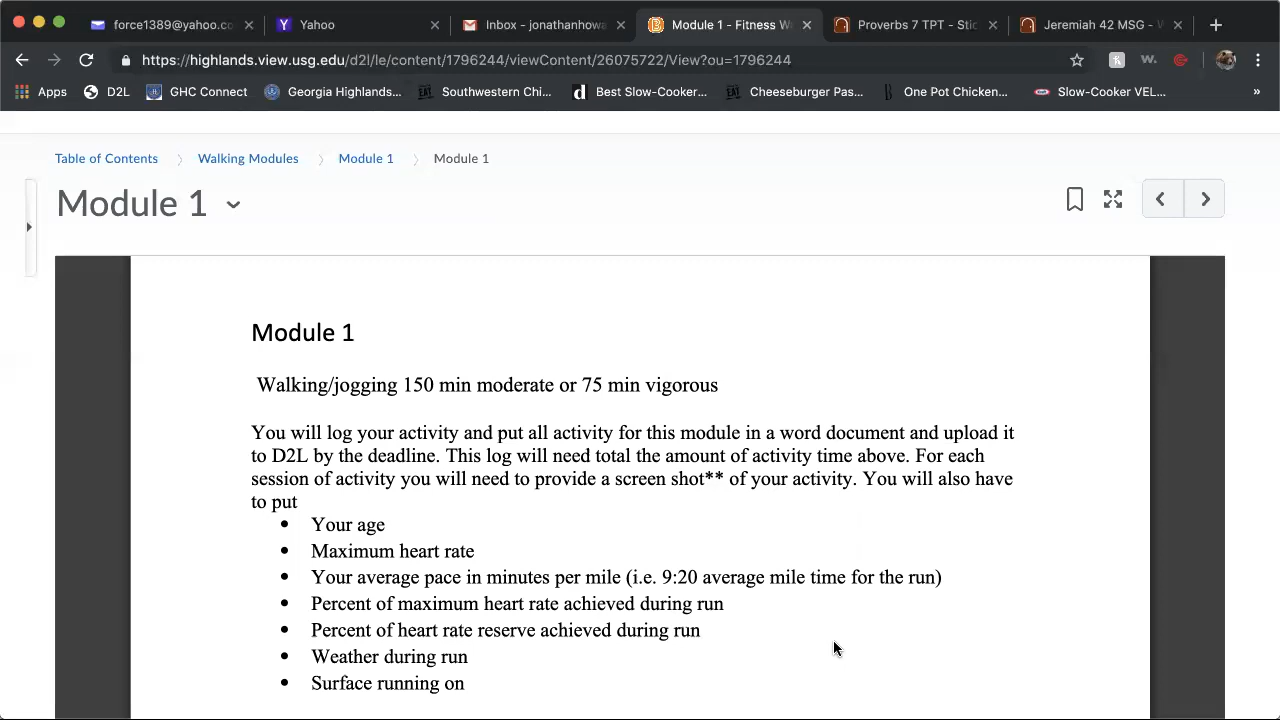 force1389@yahoo.co
Yahoo
Inbox - jonathanhowa
Module 1 - Fitness W
Proverbs 7 TPT - Stic
Jeremiah 42 MSG - 
https://highlands.view.usg.edu/d2l/le/content/1796244/viewContent/26075722/View?ou=1796244
Apps
D2L
GHC Connect
Georgia Highlands...
Southwestern Chi...
Best Slow-Cooker...
Cheeseburger Pas...
One Pot Chicken...
Slow-Cooker VEL...
»
Table of Contents
Walking Modules
Module 1
Module 1
Module 1
Module 1
Walking/jogging 150 min moderate or 75 min vigorous
You will log your activity and put all activity for this module in a word document and upload it
to D2L by the deadline. This log will need total the amount of activity time above. For each
session of activity you will need to provide a screen shot** of your activity. You will also have
to put
• Your age
• Maximum heart rate
• Your average pace in minutes per mile (i.e. 9:20 average mile time for the run)
• Percent of maximum heart rate achieved during run
• Percent of heart rate reserve achieved during run
• Weather during run
• Surface running on